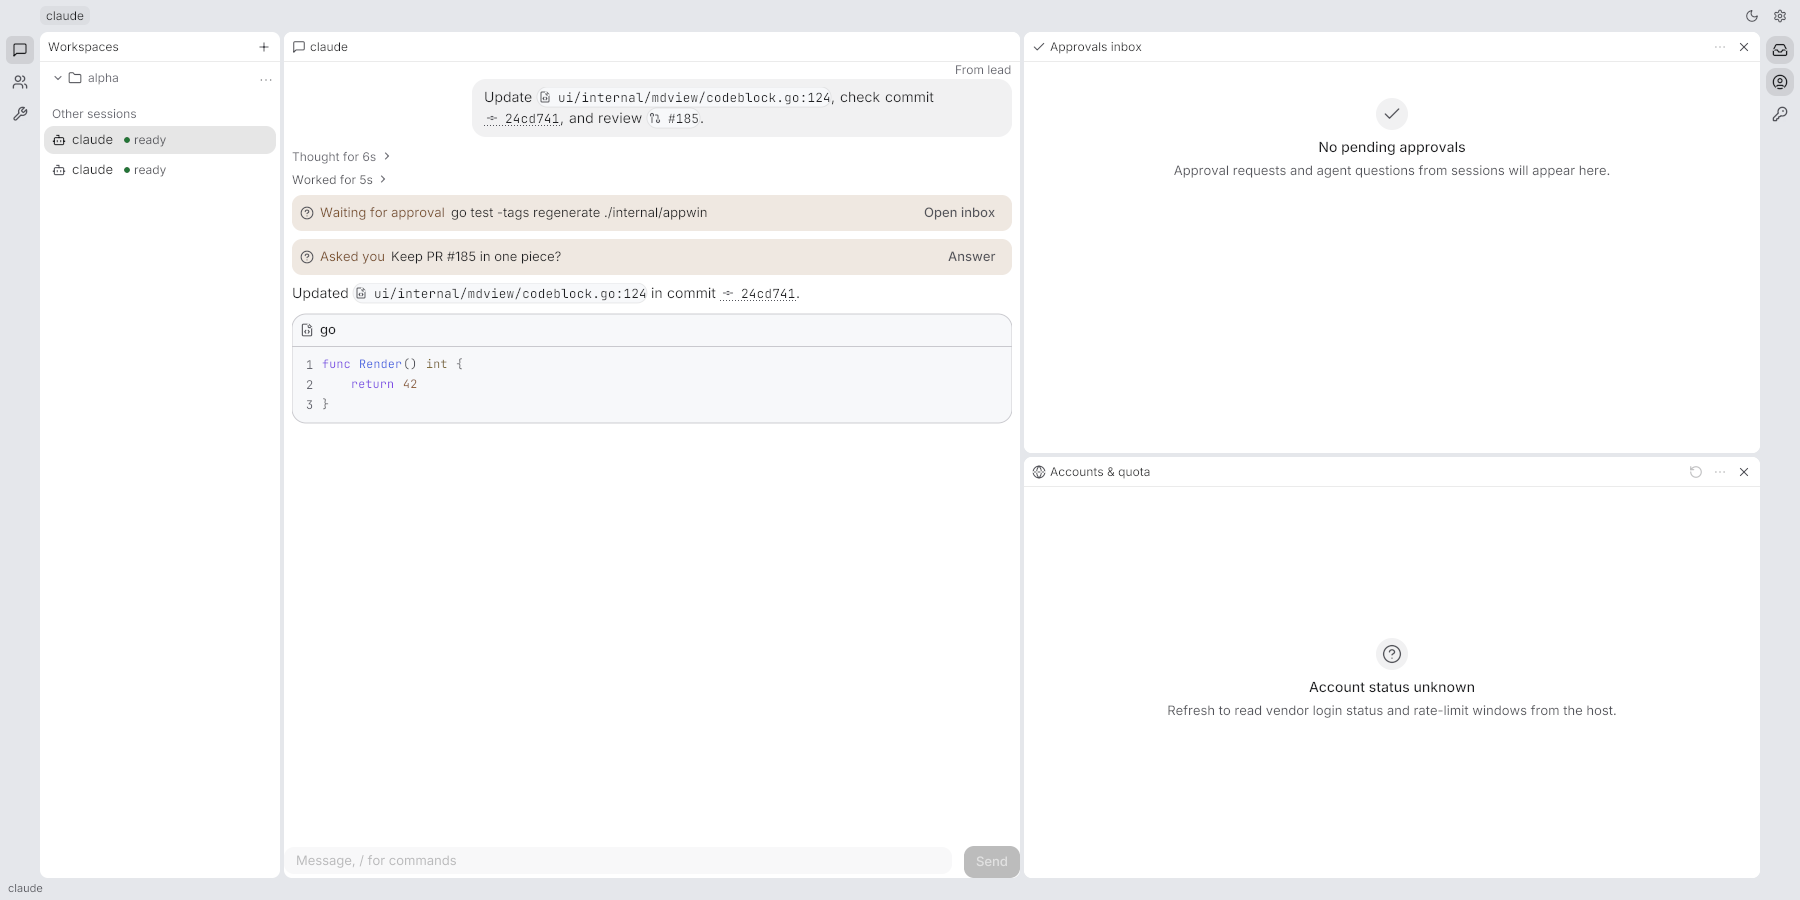 claude
Workspaces
alpha
Other sessions
claude ready
claude ready
claude
From lead
Update ui/internal/mdview/codeblock.go:124, check commit
24cd741, and review #185.
Thought for 6s
Worked for 5s
Waiting for approval go test -tags regenerate ./internal/appwin Open inbox
Asked you Keep PR #185 in one piece? Answer
Updated ui/internal/mdview/codeblock.go:124 in commit 24cd741.
go
1 func Render() int {
2     return 42
3 }
Message, / for commands
Send
Approvals inbox
No pending approvals
Approval requests and agent questions from sessions will appear here.
Accounts & quota
Account status unknown
Refresh to read vendor login status and rate-limit windows from the host.
claude